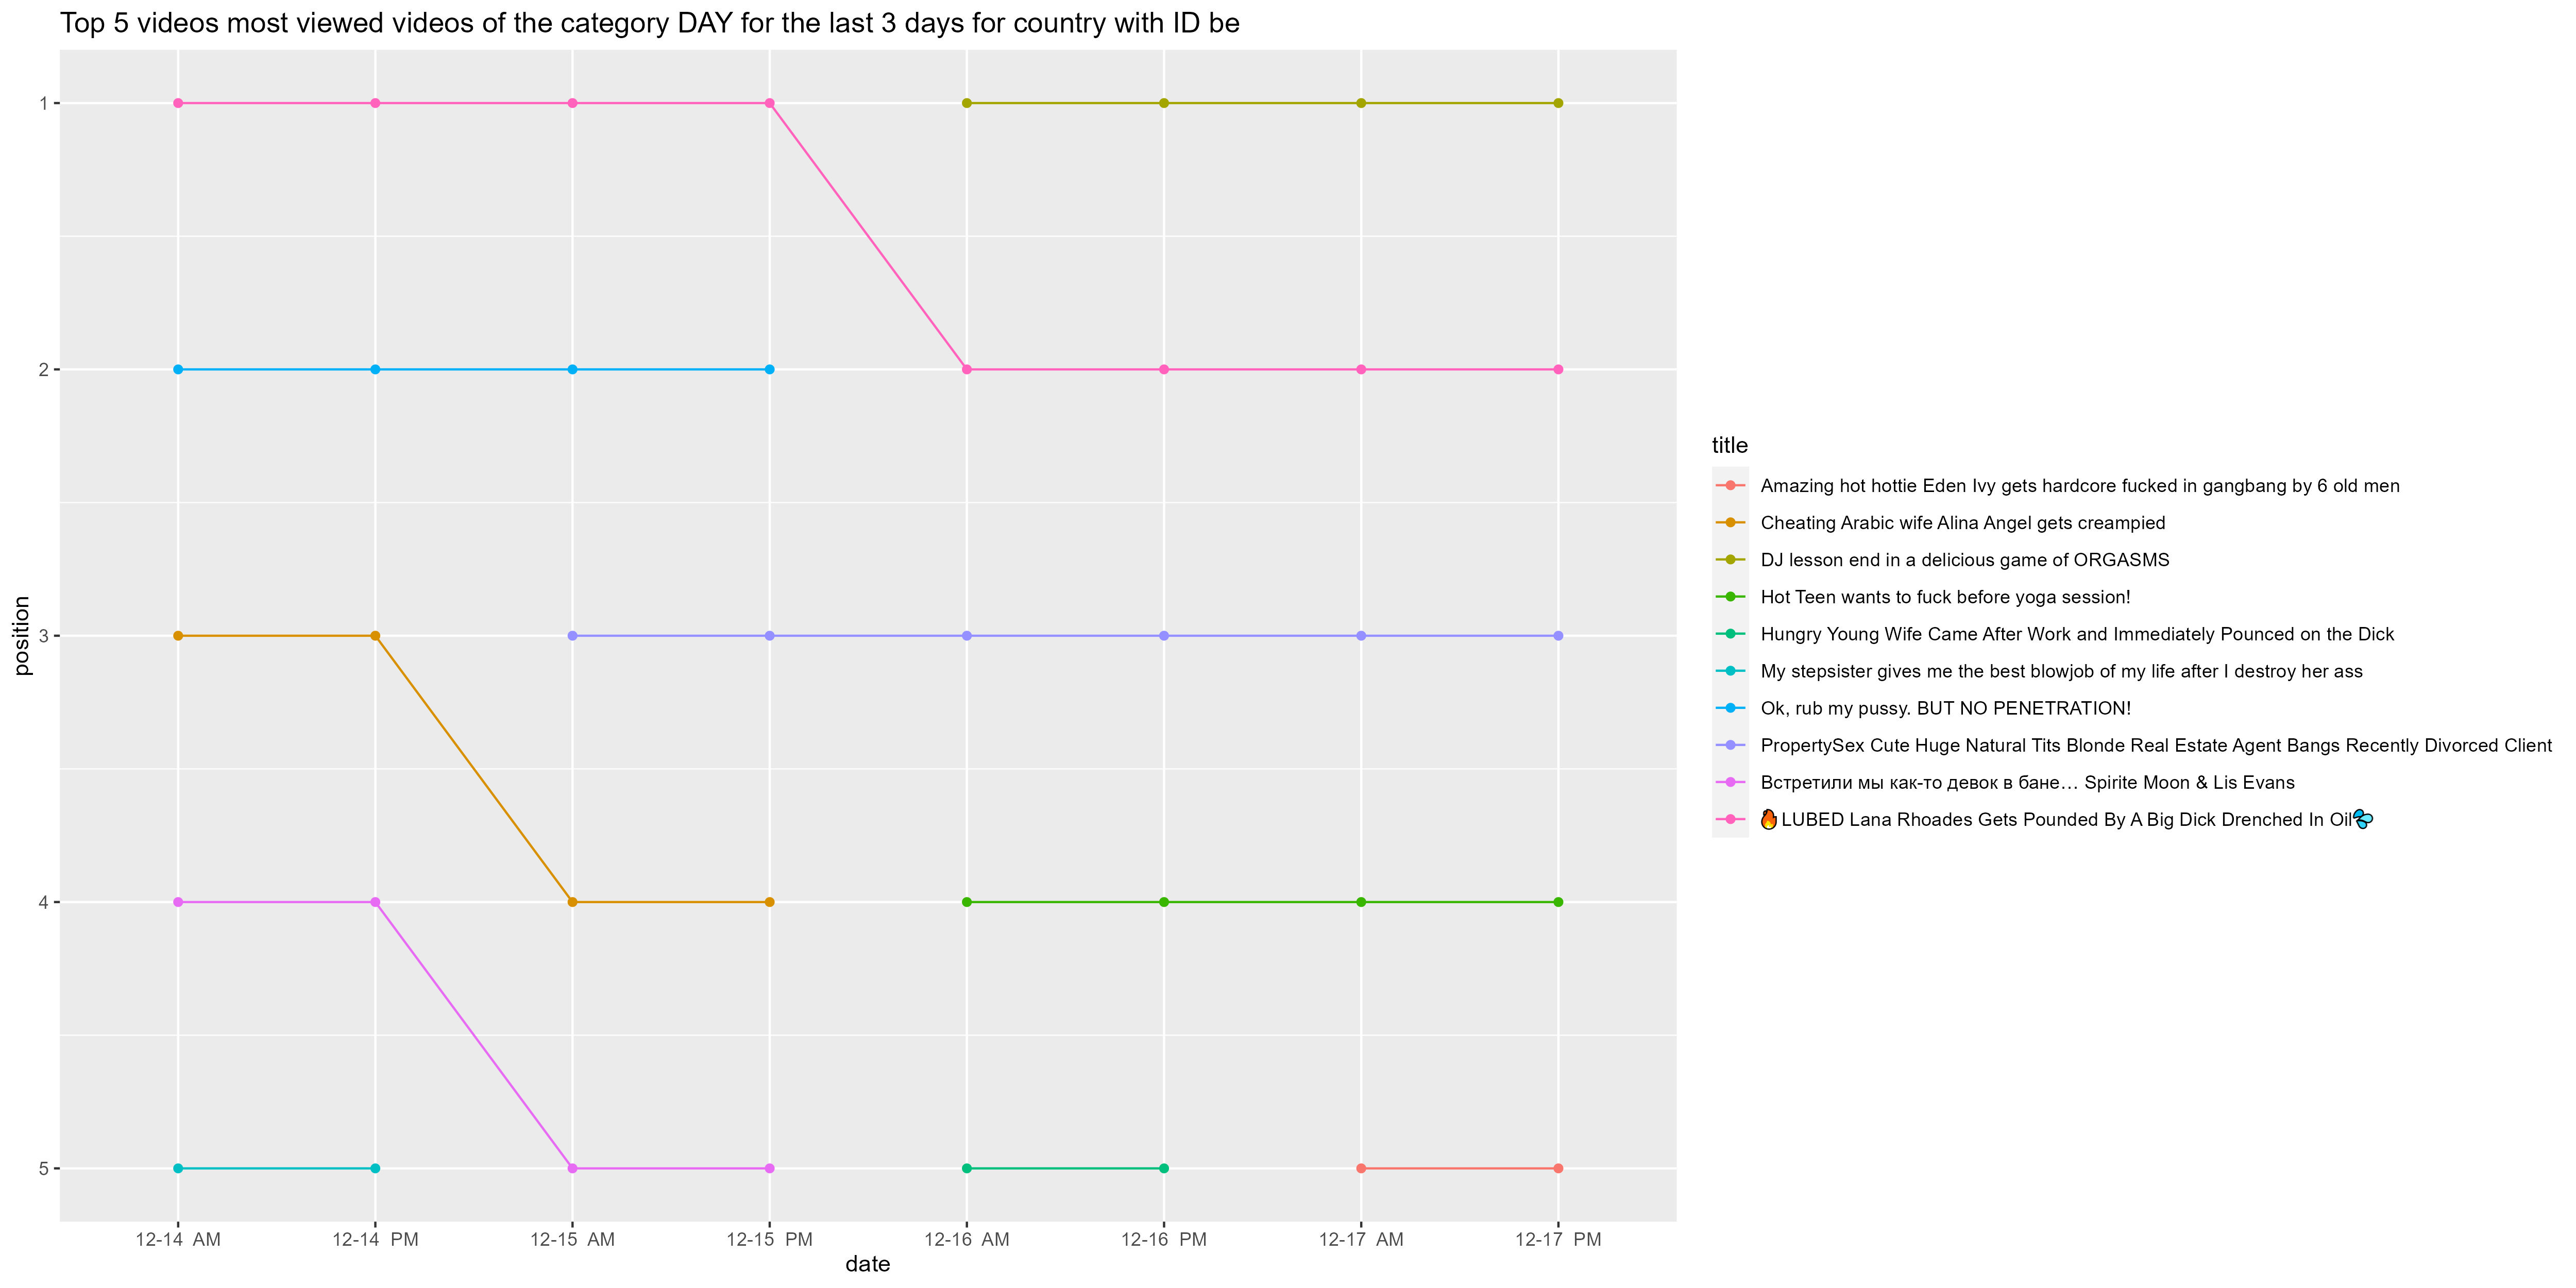 Top 5 videos most viewed videos of the category DAY for the last 3 days for country with ID be
position
1
2
3
4
5
12-14 AM
12-14 PM
12-15 AM
12-15 PM
12-16 AM
12-16 PM
12-17 AM
12-17 PM
date
title
Amazing hot hottie Eden Ivy gets hardcore fucked in gangbang by 6 old men
Cheating Arabic wife Alina Angel gets creampied
DJ lesson end in a delicious game of ORGASMS
Hot Teen wants to fuck before yoga session!
Hungry Young Wife Came After Work and Immediately Pounced on the Dick
My stepsister gives me the best blowjob of my life after I destroy her ass
Ok, rub my pussy. BUT NO PENETRATION!
PropertySex Cute Huge Natural Tits Blonde Real Estate Agent Bangs Recently Divorced Client
Встретили мы как-то девок в бане… Spirite Moon & Lis Evans
🔥LUBED Lana Rhoades Gets Pounded By A Big Dick Drenched In Oil💦